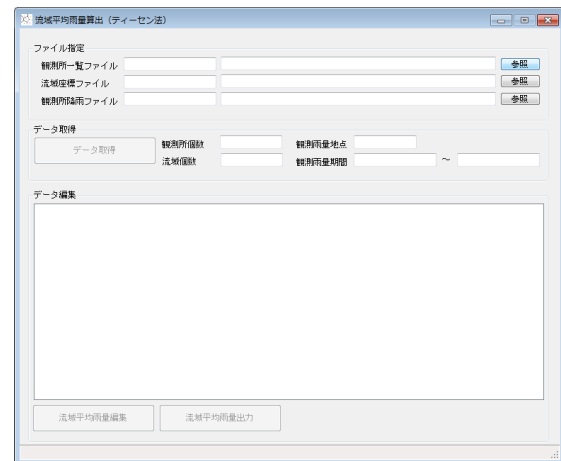 流域平均雨量算出（ティーセン法）
ファイル指定
観測所一覧ファイル 参照
流域座標ファイル 参照
観測所降雨ファイル 参照
データ取得
データ取得 観測所個数 観測雨量地点
流域個数 観測雨量期間 ～
データ編集
流域平均雨量編集 流域平均雨量出力